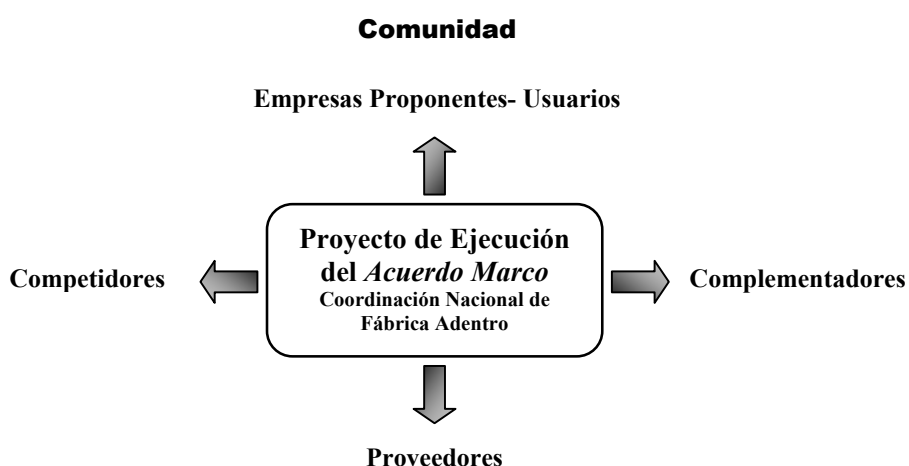 Comunidad
Empresas Proponentes- Usuarios
Proyecto de Ejecución
del Acuerdo Marco
Coordinación Nacional de
Fábrica Adentro
Competidores
Complementadores
Proveedores